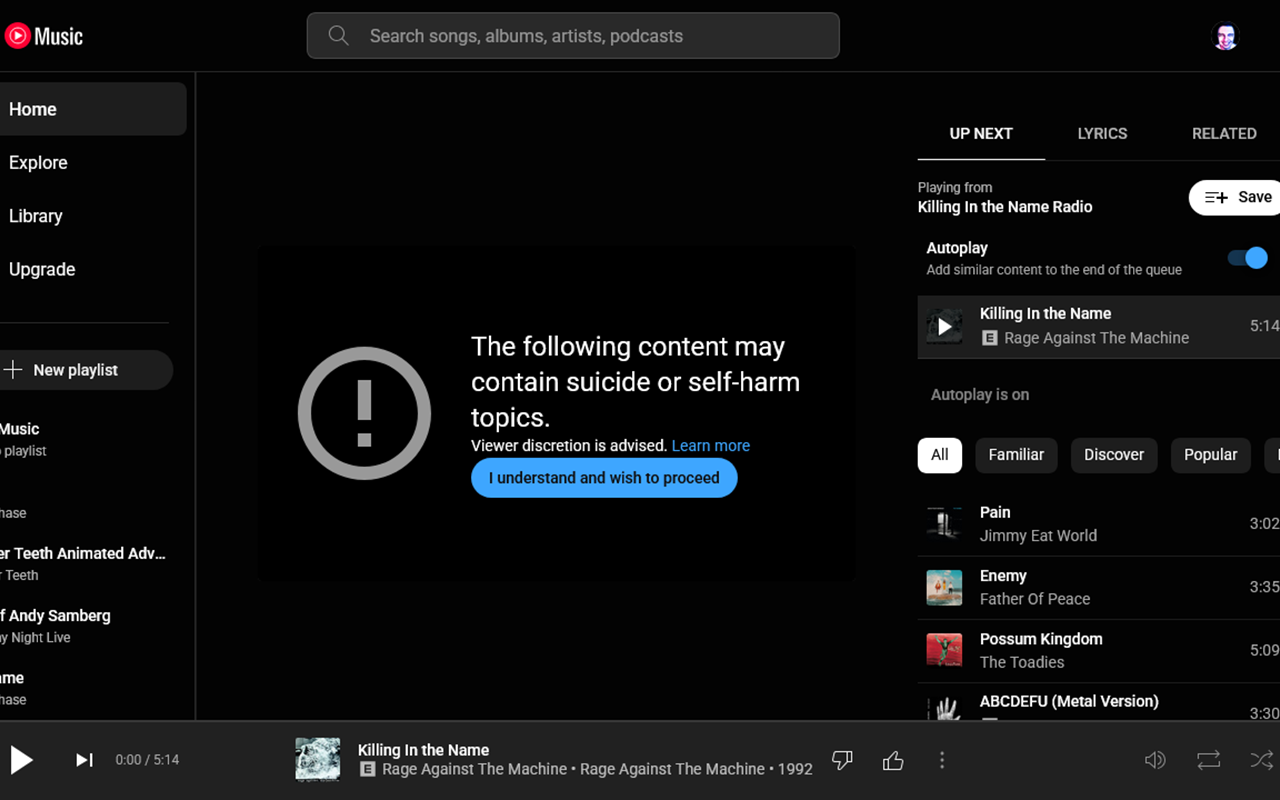 Music
Search songs, albums, artists, podcasts
Home
Explore
Library
Upgrade
New playlist
Music
playlist
hase
er Teeth Animated Adv...
Teeth
f Andy Samberg
ay Night Live
ame
hase
The following content may
contain suicide or self-harm
topics.
Viewer discretion is advised. Learn more
I understand and wish to proceed
UP NEXT LYRICS RELATED
Playing from
Killing In the Name Radio
Save
Autoplay
Add similar content to the end of the queue
Killing In the Name
E Rage Against The Machine
5:14
Autoplay is on
All Familiar Discover Popular
Pain
Jimmy Eat World
3:02
Enemy
Father Of Peace
3:35
Possum Kingdom
The Toadies
5:09
ABCDEFU (Metal Version)
3:30
0:00 / 5:14
Killing In the Name
E Rage Against The Machine • Rage Against The Machine • 1992